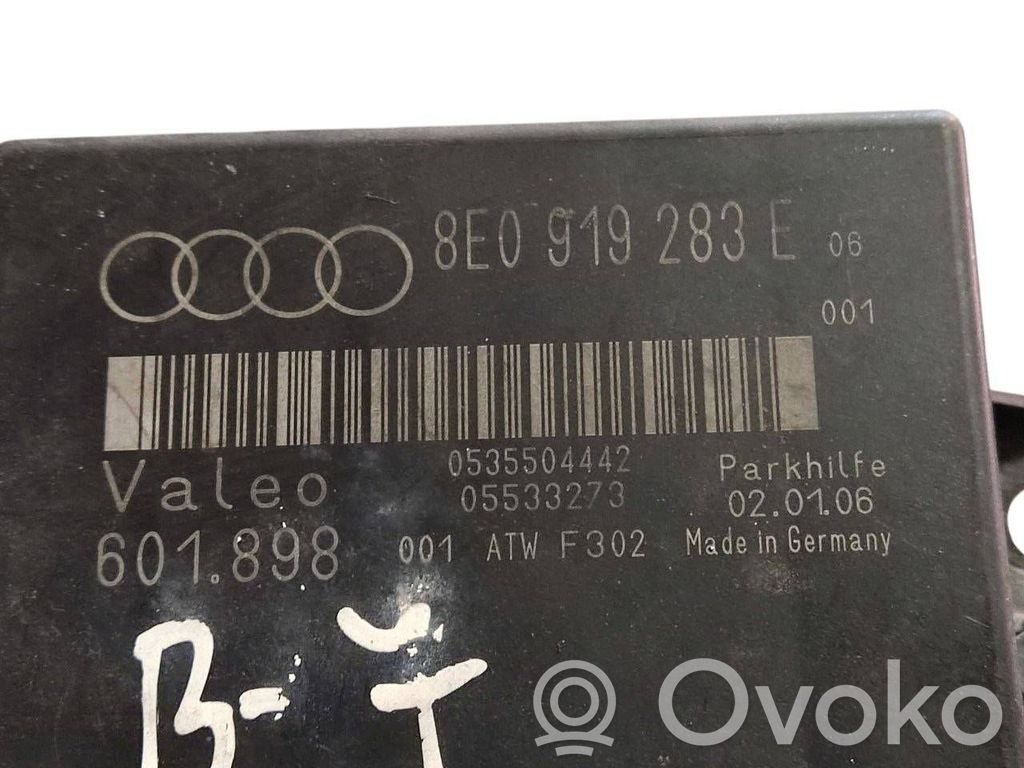 8E0 919 283 E 06
001
Valeo 0535504442 Parkhilfe
05533273 02.01.06
601.898 001 ATW F302 Made in Germany
Ovoko